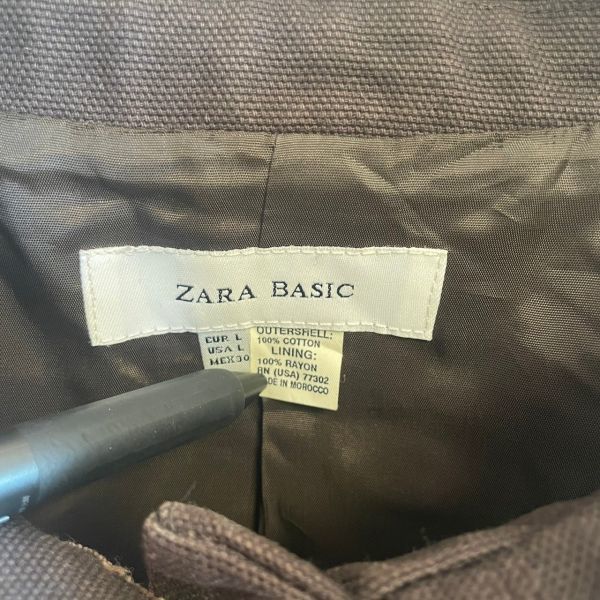 ZARA BASIC
EUR L
USA L
MEX 30
OUTERSHELL:
100% COTTON
LINING:
100% RAYON
RN (USA) 77302
MADE IN MOROCCO